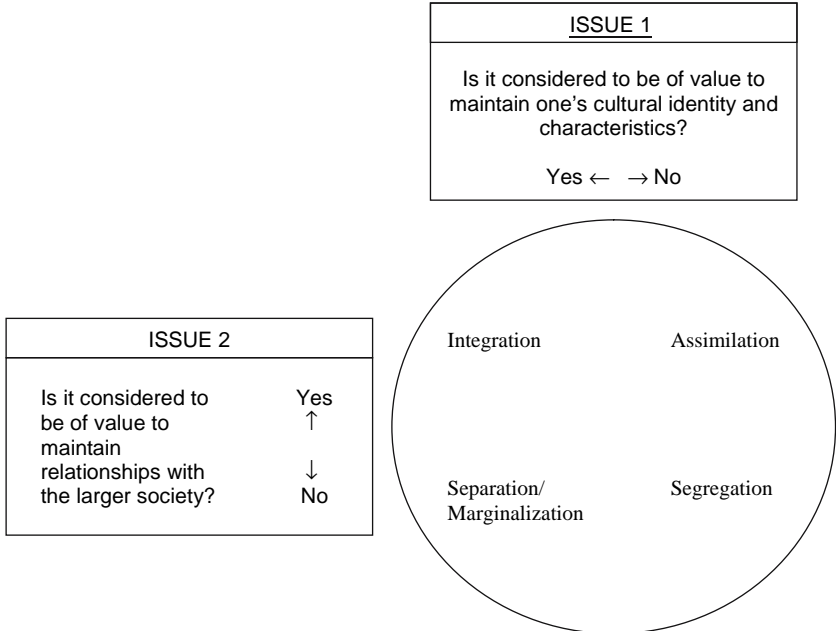 ISSUE 1
Is it considered to be of value to
maintain one’s cultural identity and
characteristics?
Yes ← → No
ISSUE 2
Is it considered to Yes
be of value to ↑
maintain
relationships with ↓
the larger society? No
Integration
Assimilation
Separation/
Marginalization
Segregation